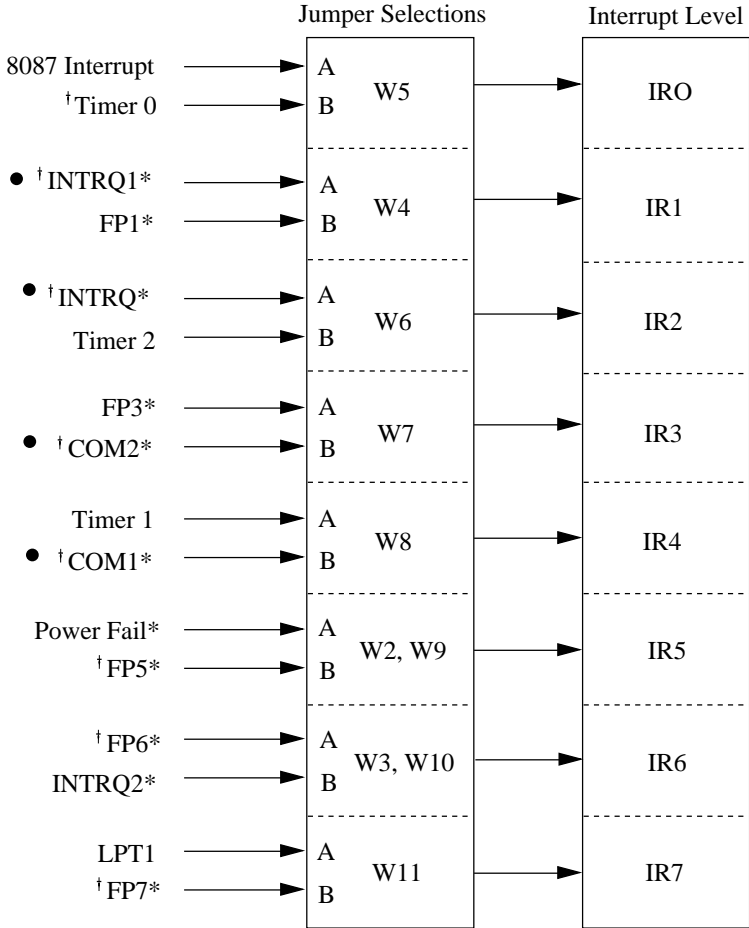 Jumper Selections Interrupt Level
8087 Interrupt A
†Timer 0 B
W5 IRO
● †INTRQ1* A
FP1* B
W4 IR1
● †INTRQ* A
Timer 2 B
W6 IR2
FP3* A
● †COM2* B
W7 IR3
Timer 1 A
● †COM1* B
W8 IR4
Power Fail* A
†FP5* B
W2, W9 IR5
†FP6* A
INTRQ2* B
W3, W10 IR6
LPT1 A
†FP7* B
W11 IR7